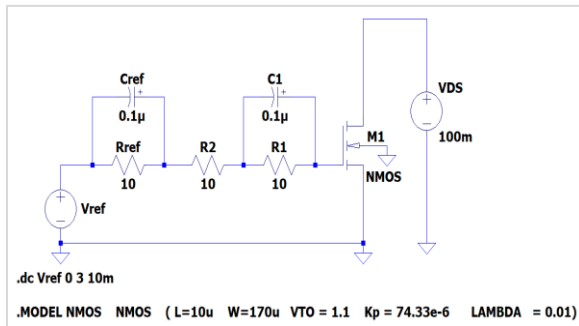 Cref
0.1µ
C1
0.1µ
VDS
100m
M1
NMOS
Rref
10
R2
10
R1
10
Vref
.dc Vref 0 3 10m
.MODEL NMOS NMOS ( L=10u W=170u VTO = 1.1 Kp = 74.33e-6 LAMBDA = 0.01)